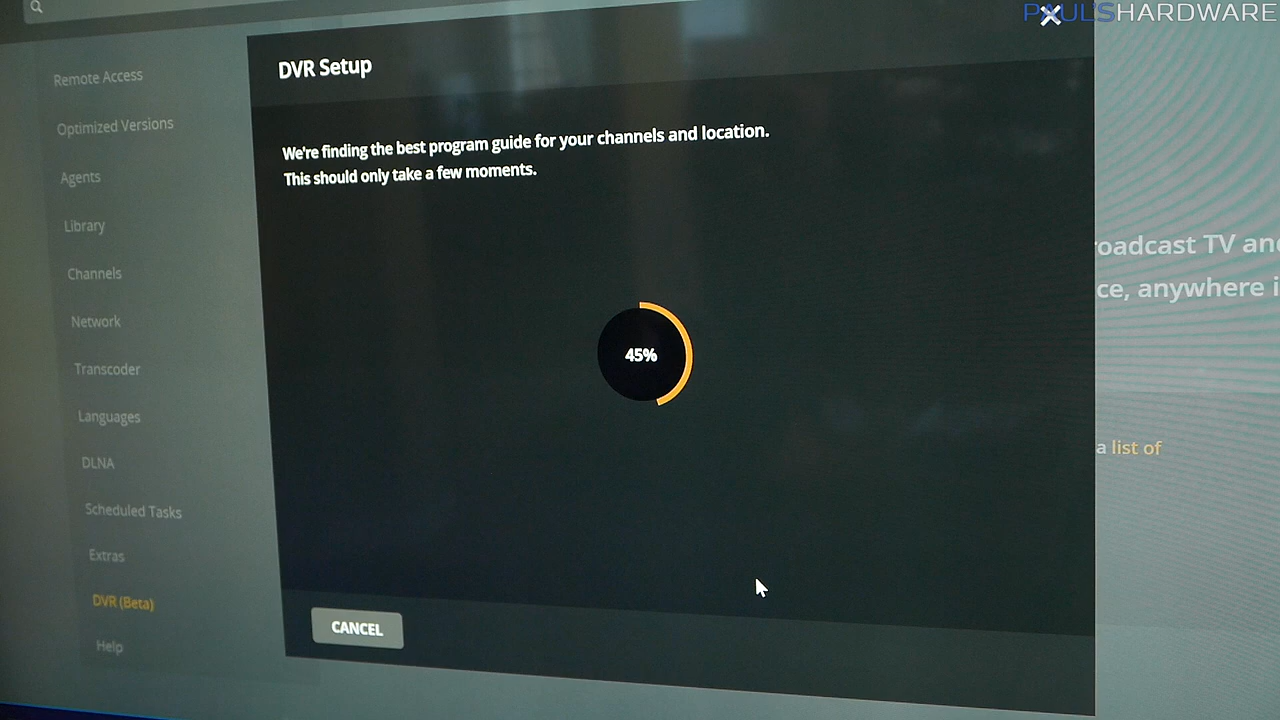 PAUL'SHARDWARE
DVR Setup
We're finding the best program guide for your channels and location.
This should only take a few moments.
45%
CANCEL
Remote Access
Optimized Versions
Agents
Library
Channels
Network
Transcoder
Languages
DLNA
Scheduled Tasks
Extras
DVR (Beta)
Help
roadcast TV an
ce, anywhere i
a list of